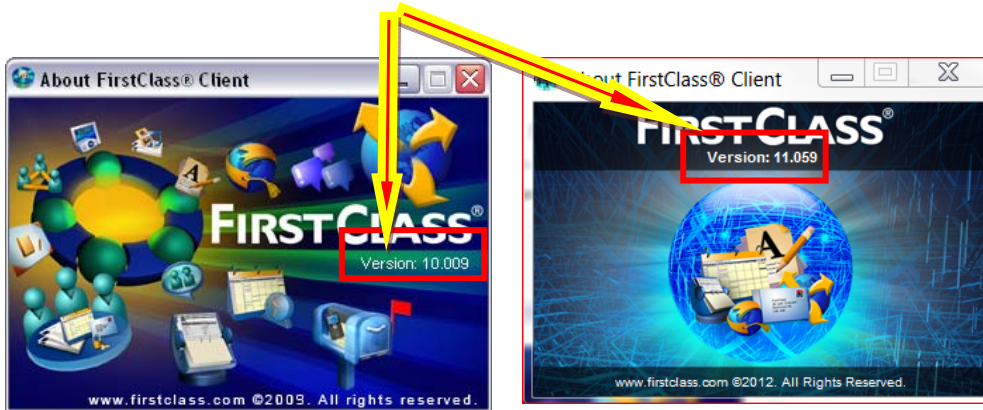 About FirstClass® Client
FIRSTCLASS®
Version: 10.009
www.firstclass.com ©2009. All rights reserved.
About FirstClass® Client
FIRSTCLASS®
Version: 11.059
A
www.firstclass.com ©2012. All Rights Reserved.